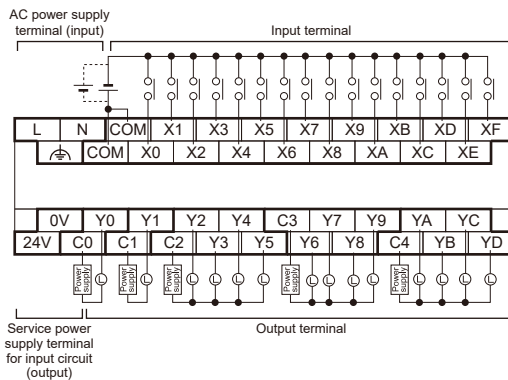 AC power supply
terminal (input)
Input terminal
L N COM X1 X3 X5 X7 X9 XB XD XF
COM X0 X2 X4 X6 X8 XA XC XE
0V Y0 Y1 Y2 Y4 C3 Y7 Y9 YA YC
24V C0 C1 C2 Y3 Y5 Y6 Y8 C4 YB YD
Power supply L Power supply L Power supply L L L L Power supply L L L L Power supply L L L L
Service power
supply terminal
for input circuit
(output)
Output terminal